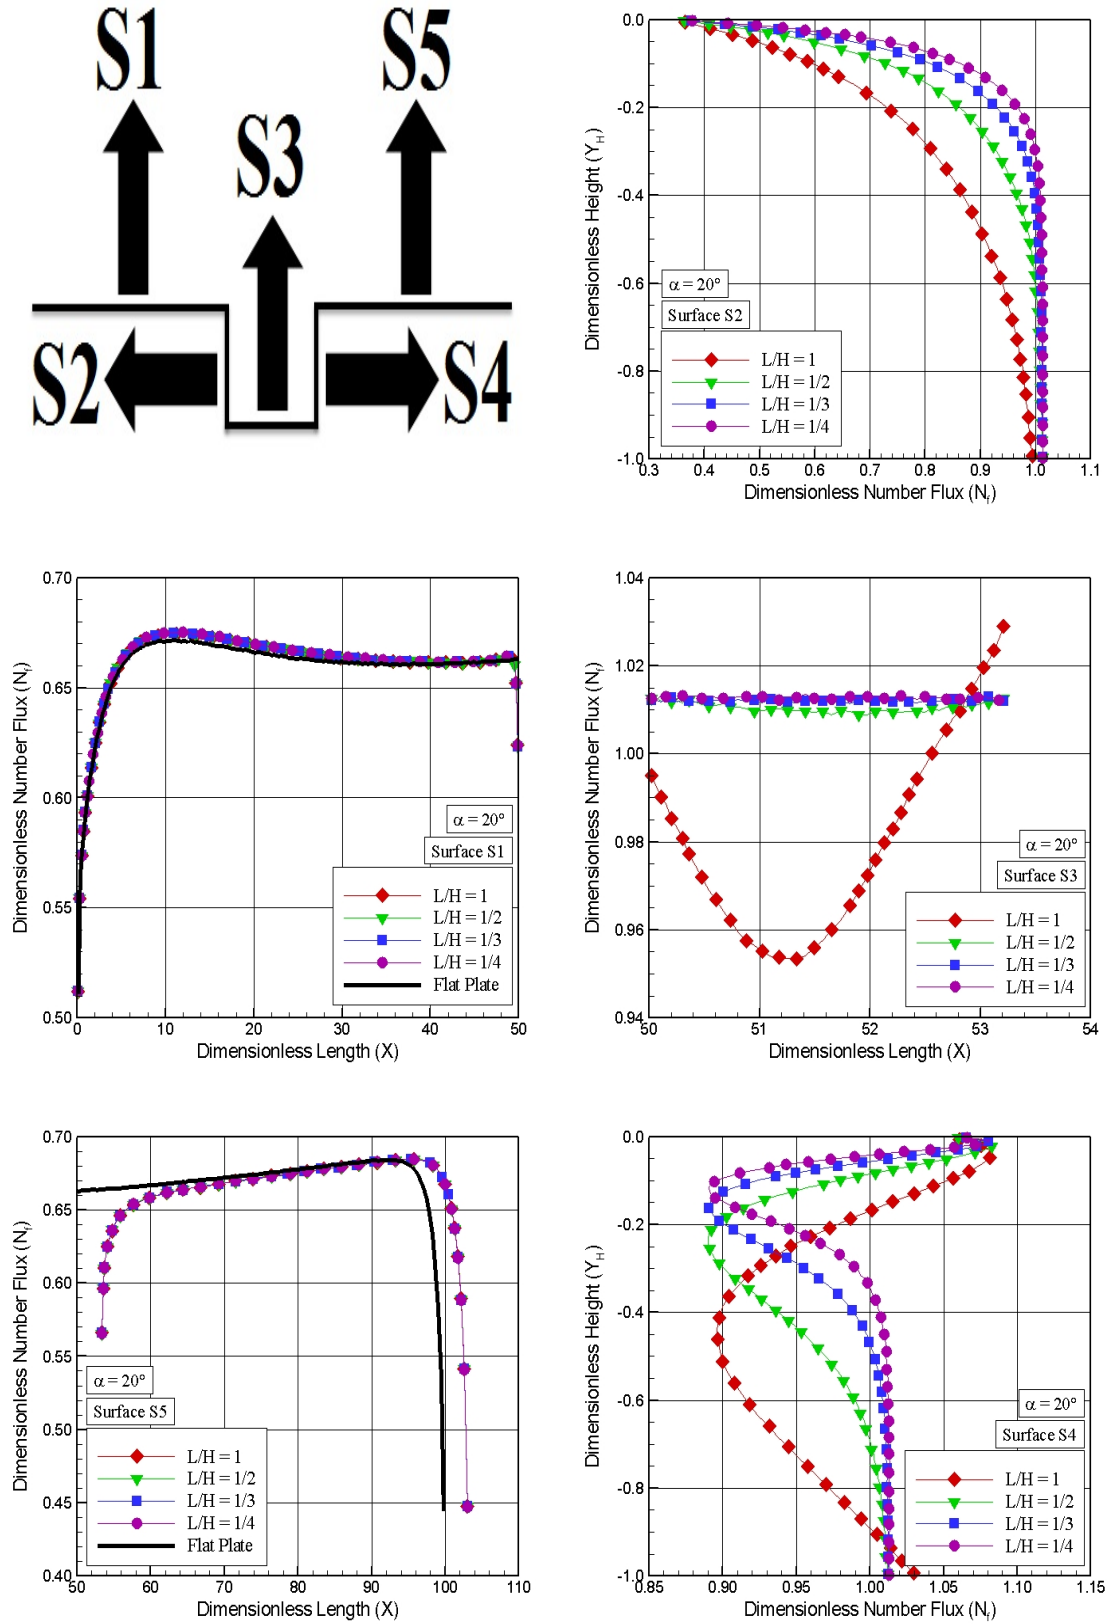 S1
S5
S3
S2
S4
0.0
-0.2
-0.4
-0.6
-0.8
-1.0
0.3 0.4 0.5 0.6 0.7 0.8 0.9 1.0 1.1
Dimensionless Height (Y_H)
Dimensionless Number Flux (N_f)
α = 20°
Surface S2
L/H = 1
L/H = 1/2
L/H = 1/3
L/H = 1/4
0.70
0.65
0.60
0.55
0.50
0 10 20 30 40 50
Dimensionless Number Flux (N_f)
Dimensionless Length (X)
α = 20°
Surface S1
L/H = 1
L/H = 1/2
L/H = 1/3
L/H = 1/4
Flat Plate
1.04
1.02
1.00
0.98
0.96
0.94
50 51 52 53 54
Dimensionless Number Flux (N_f)
Dimensionless Length (X)
α = 20°
Surface S3
L/H = 1
L/H = 1/2
L/H = 1/3
L/H = 1/4
0.70
0.65
0.60
0.55
0.50
0.45
0.40
50 60 70 80 90 100 110
Dimensionless Number Flux (N_f)
Dimensionless Length (X)
α = 20°
Surface S5
L/H = 1
L/H = 1/2
L/H = 1/3
L/H = 1/4
Flat Plate
0.0
-0.2
-0.4
-0.6
-0.8
-1.0
0.85 0.90 0.95 1.00 1.05 1.10 1.15
Dimensionless Height (Y_H)
Dimensionless Number Flux (N_f)
α = 20°
Surface S4
L/H = 1
L/H = 1/2
L/H = 1/3
L/H = 1/4